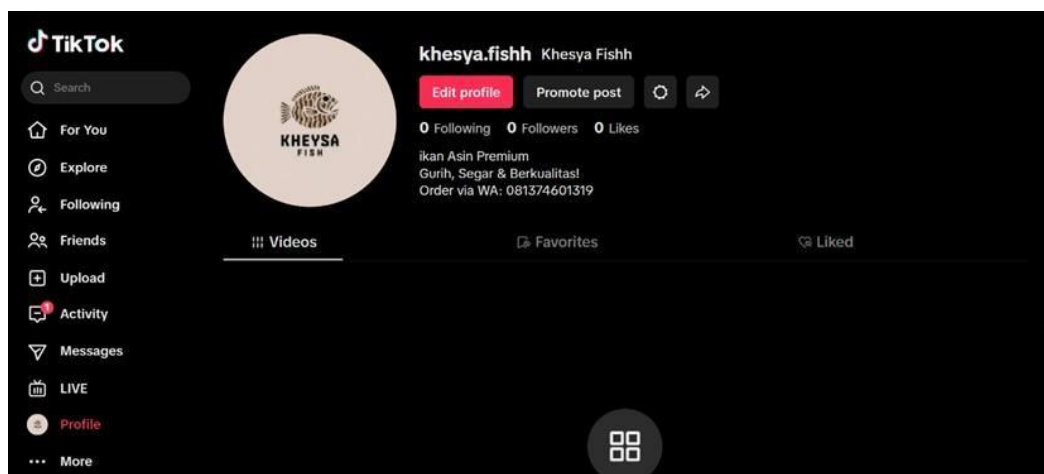 TikTok
Search
For You
Explore
Following
Friends
Upload
1
Activity
Messages
LIVE
Profile
More
KHEYSA
FISH
khesya.fishh Khesya Fishh
Edit profile Promote post
0 Following 0 Followers 0 Likes
ikan Asin Premium
Gurih, Segar & Berkualitas!
Order via WA: 081374601319
Videos Favorites Liked